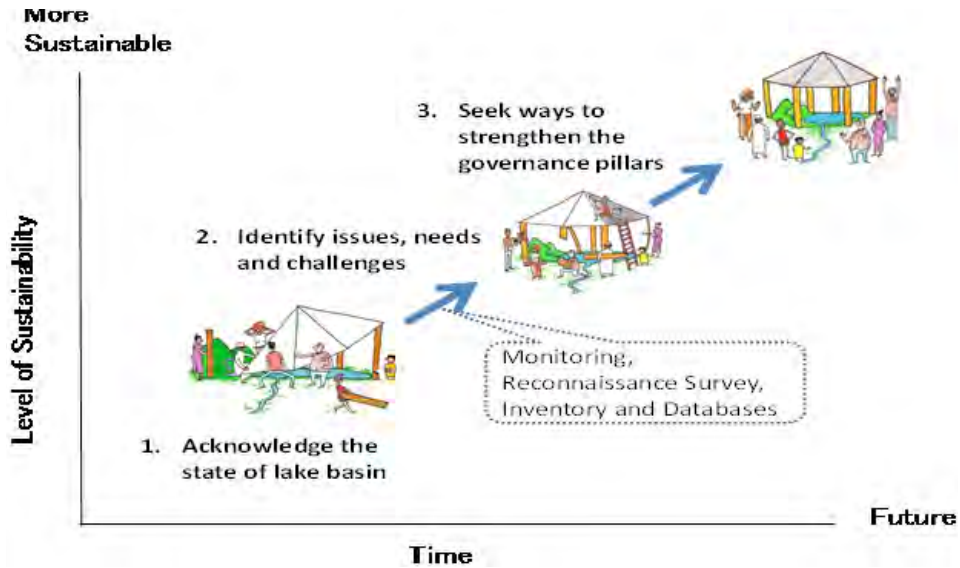 More
Sustainable
3. Seek ways to
strengthen the
governance pillars
2. Identify issues, needs
and challenges
Level of Sustainability
Monitoring,
Reconnaissance Survey,
Inventory and Databases
1. Acknowledge the
state of lake basin
Future
Time